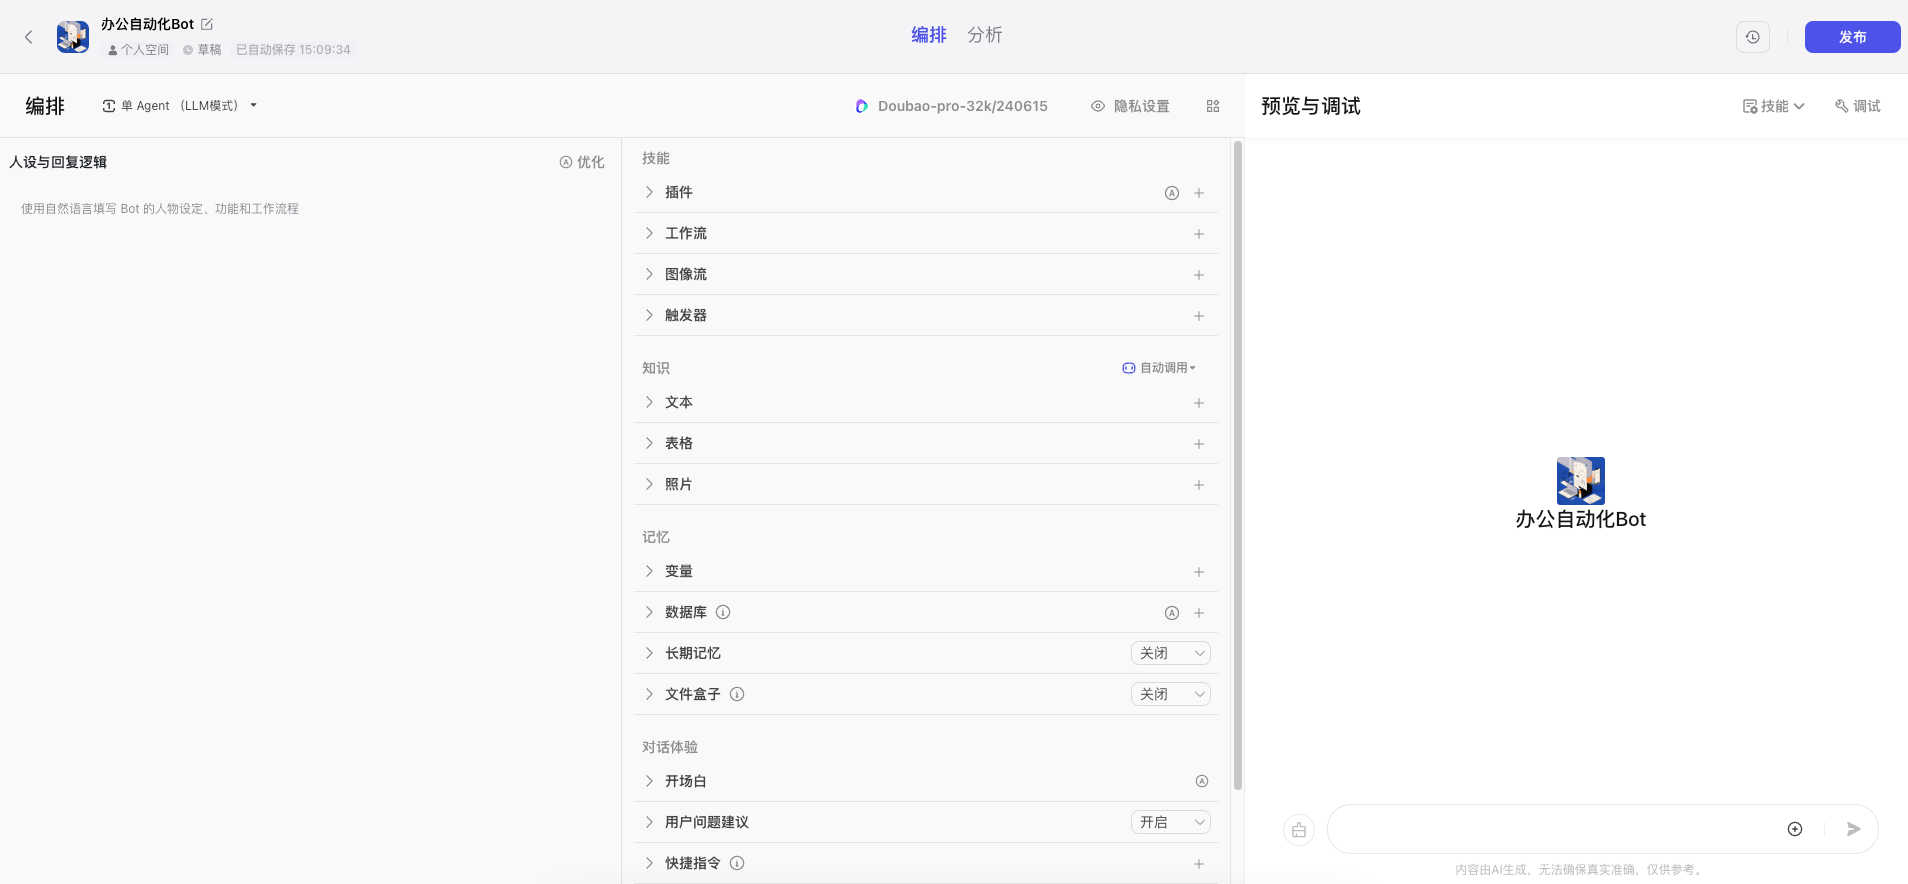 办公自动化Bot
个人空间 草稿 已自动保存 15:09:34
编排 分析
发布
编排 单 Agent (LLM模式) Doubao-pro-32k/240615 隐私设置
预览与调试 技能 调试
人设与回复逻辑 优化
使用自然语言填写 Bot 的人物设定、功能和工作流程
技能
插件
工作流
图像流
触发器
知识 自动调用
文本
表格
照片
记忆
变量
数据库
长期记忆 关闭
文件盒子 关闭
对话体验
开场白
用户问题建议 开启
快捷指令
办公自动化Bot
内容由AI生成，无法确保真实准确，仅供参考。